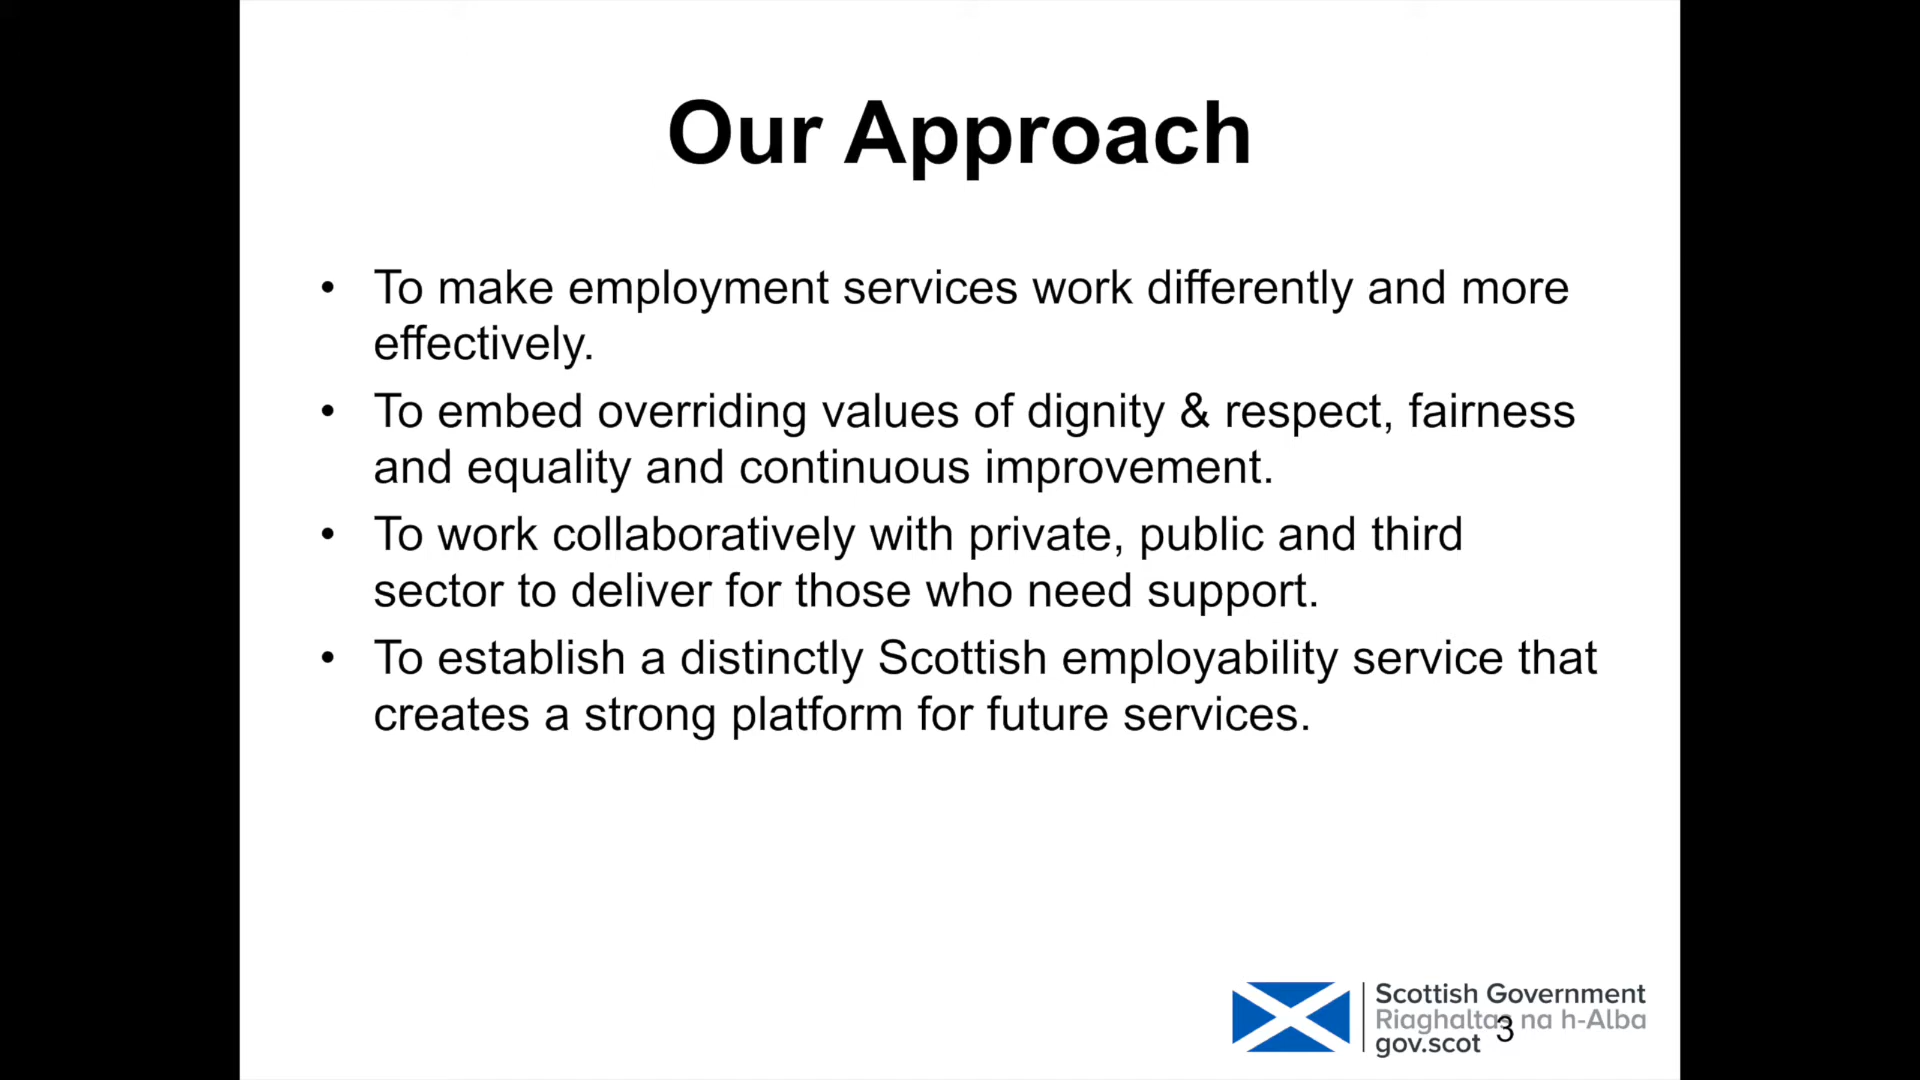 Our Approach
• To make employment services work differently and more
effectively.
• To embed overriding values of dignity & respect, fairness
and equality and continuous improvement.
• To work collaboratively with private, public and third
sector to deliver for those who need support.
• To establish a distinctly Scottish employability service that
creates a strong platform for future services.
Scottish Government
Riaghaltas na h-Alba
gov.scot
3